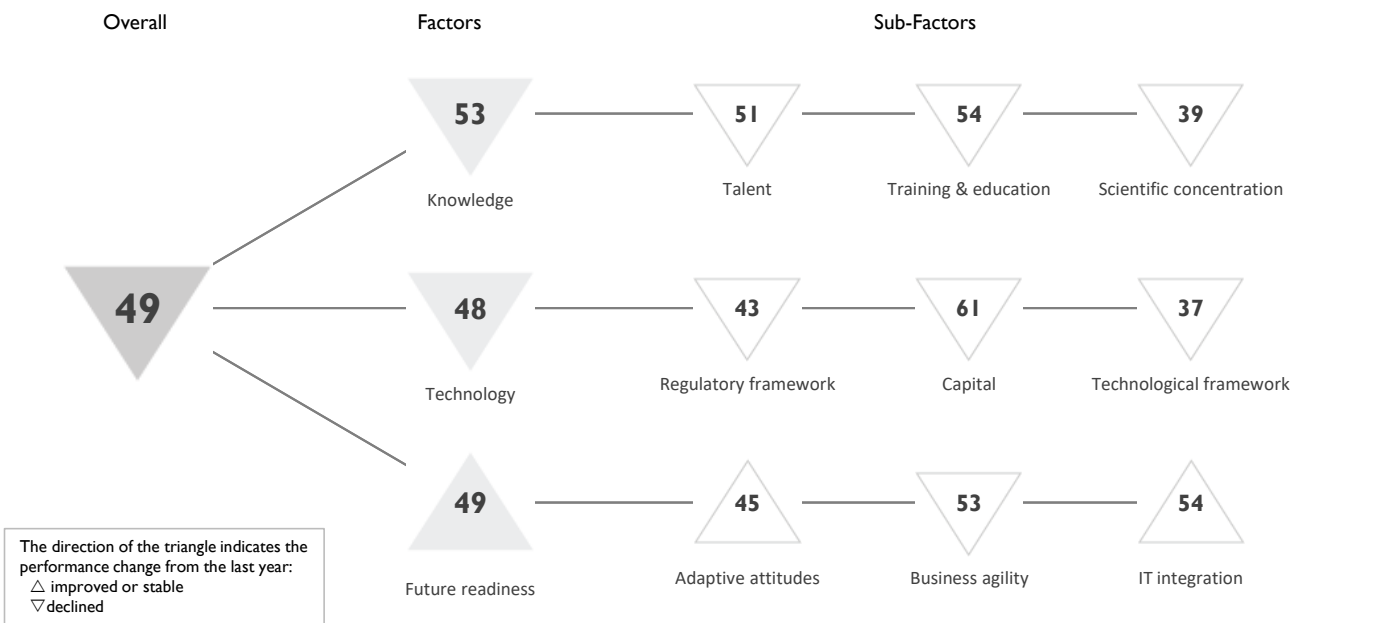 Overall
Factors
Sub-Factors
53
51
54
39
Knowledge
Talent
Training & education
Scientific concentration
49
48
43
61
37
Technology
Regulatory framework
Capital
Technological framework
49
45
53
54
Future readiness
Adaptive attitudes
Business agility
IT integration
The direction of the triangle indicates the
performance change from the last year:
△ improved or stable
▽ declined